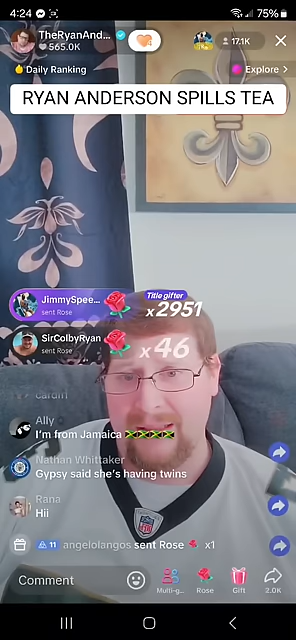 4:24
75%
TheRyanAnd...
565.0K
17.1K
Daily Ranking
Explore >
RYAN ANDERSON SPILLS TEA
JimmySpee...
sent Rose
Title gifter
x2951
SirColbyRyan
sent Rose
x46
cardin
Ally
I'm from Jamaica
Nathan Whittaker
Gypsy said she's having twins
Rana
Hii
11 angelolangos sent Rose x1
NFL
Comment
Multi-g...
Rose
Gift
2.0K